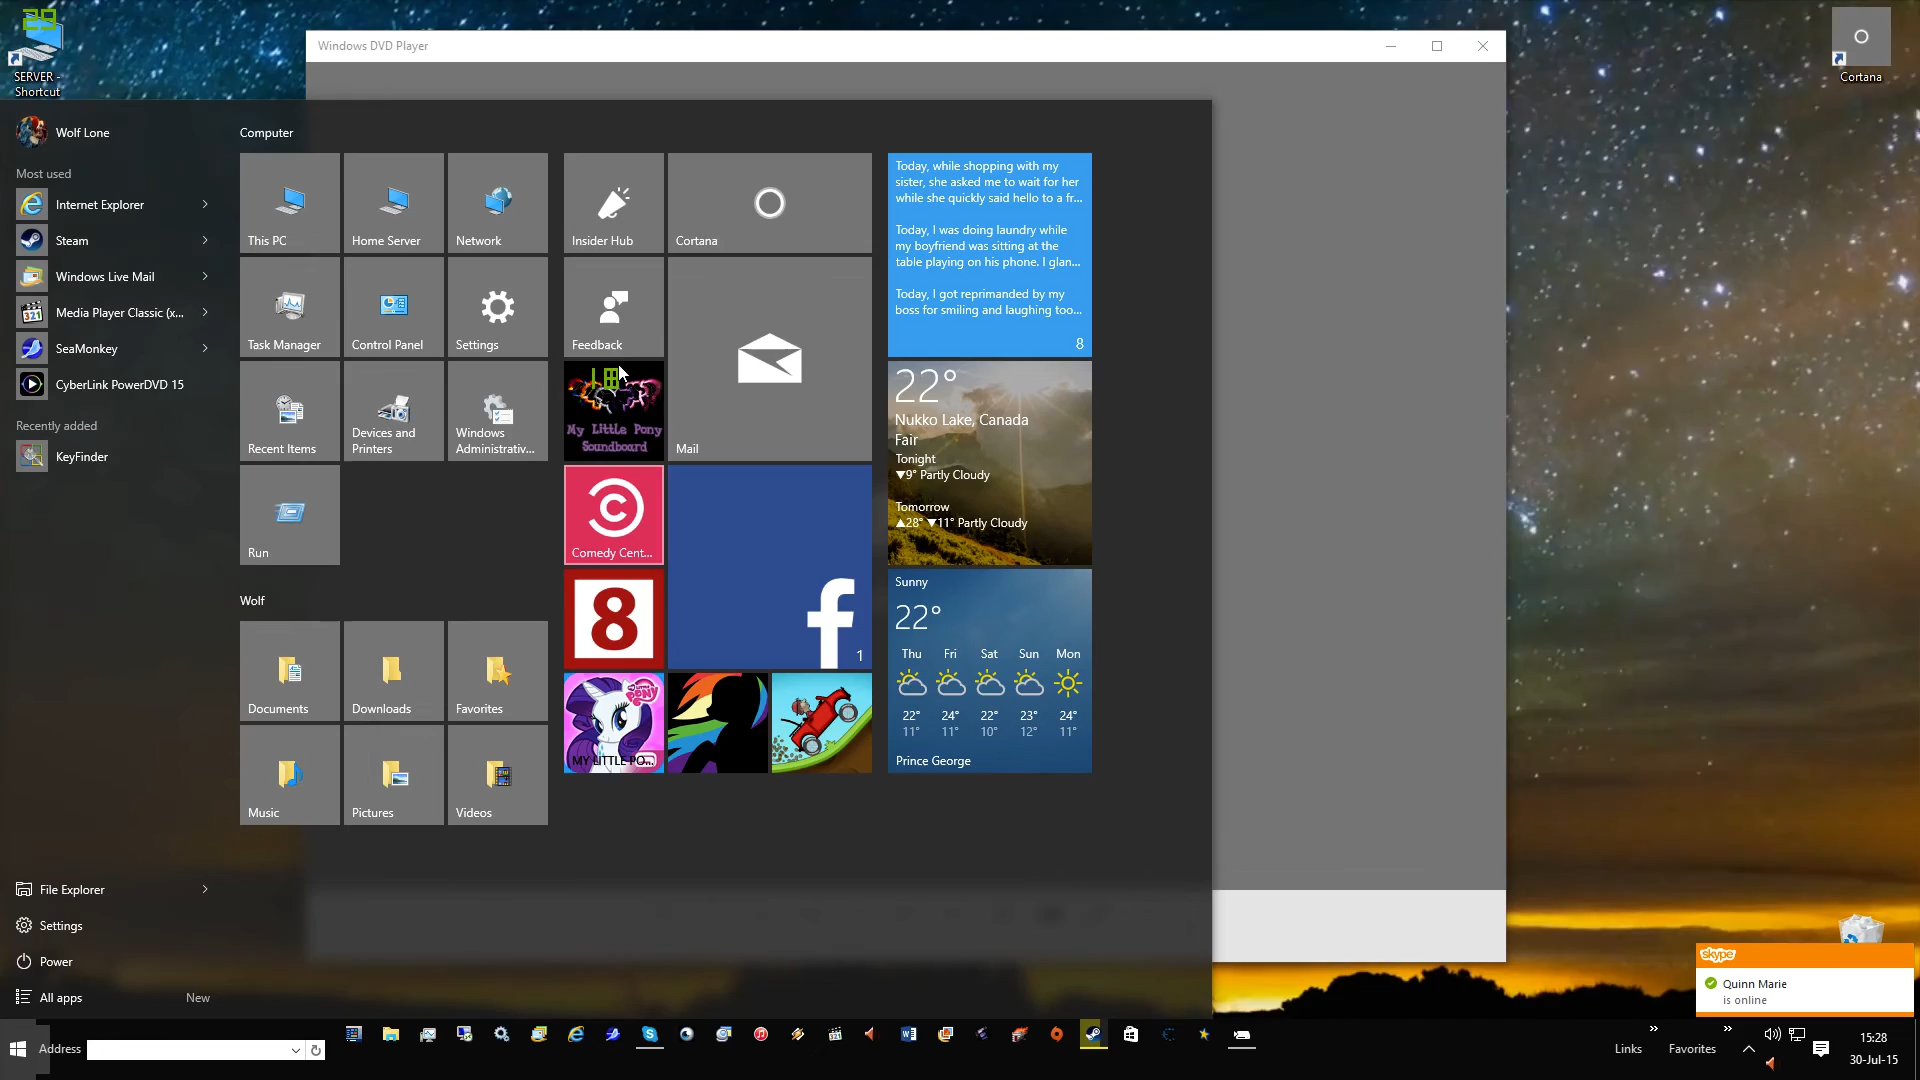 29
SERVER -
Shortcut
Windows DVD Player
Cortana
Wolf Lone
Most used
Internet Explorer
Steam
Windows Live Mail
Media Player Classic (x...
SeaMonkey
CyberLink PowerDVD 15
Recently added
KeyFinder
File Explorer
Settings
Power
All apps
New
Computer
This PC
Home Server
Network
Task Manager
Control Panel
Settings
Recent Items
Devices and
Printers
Windows
Administrativ...
Run
Wolf
Documents
Downloads
Favorites
Music
Pictures
Videos
Insider Hub
Cortana
Feedback
Mail
My Little Pony
Soundboard
Comedy Cent...
8
1
MY LITTLE PO...
Today, while shopping with my
sister, she asked me to wait for her
while she quickly said hello to a fr...
Today, I was doing laundry while
my boyfriend was sitting at the
table playing on his phone. I glan...
Today, I got reprimanded by my
boss for smiling and laughing too...
8
22°
Nukko Lake, Canada
Fair
Tonight
▼9° Partly Cloudy
Tomorrow
▲28° ▼11° Partly Cloudy
Sunny
22°
Thu Fri Sat Sun Mon
22° 24° 22° 23° 24°
11° 11° 10° 12° 11°
Prince George
skype
Quinn Marie
is online
Address
Links
Favorites
15:28
30-Jul-15